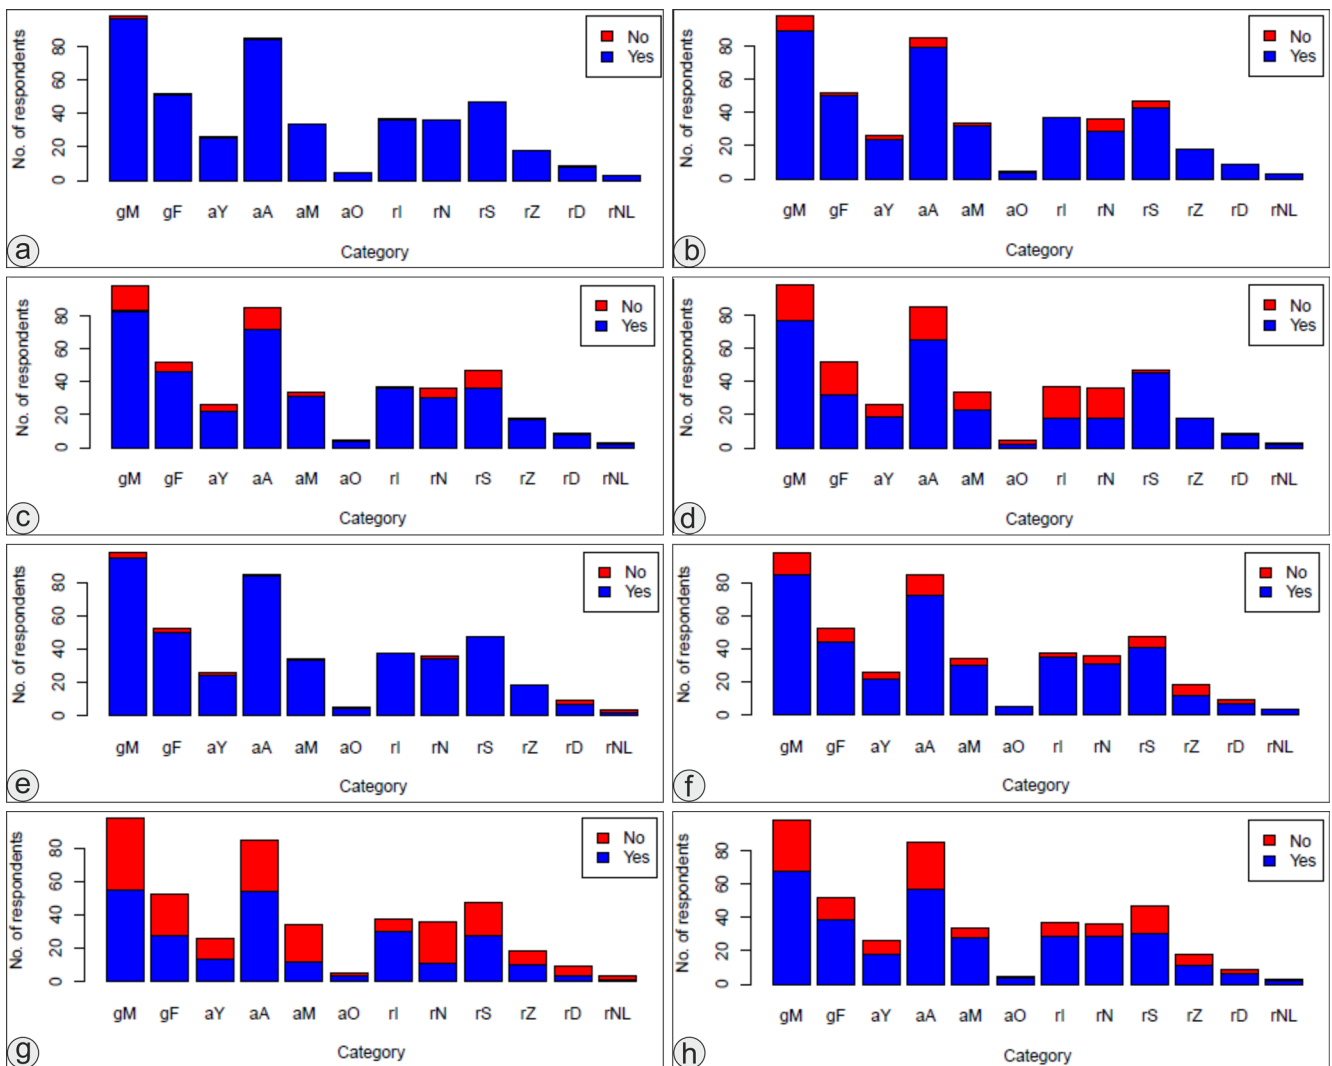 No
Yes
No. of respondents
80
60
40
20
0
gM gF aY aA aM aO rI rN rS rZ rD rNL
Category
a
No
Yes
No. of respondents
80
60
40
20
0
gM gF aY aA aM aO rI rN rS rZ rD rNL
Category
b
No
Yes
No. of respondents
80
60
40
20
0
gM gF aY aA aM aO rI rN rS rZ rD rNL
Category
c
No
Yes
No. of respondents
80
60
40
20
0
gM gF aY aA aM aO rI rN rS rZ rD rNL
Category
d
No
Yes
No. of respondents
80
60
40
20
0
gM gF aY aA aM aO rI rN rS rZ rD rNL
Category
e
No
Yes
No. of respondents
80
60
40
20
0
gM gF aY aA aM aO rI rN rS rZ rD rNL
Category
f
No
Yes
No. of respondents
80
60
40
20
0
gM gF aY aA aM aO rI rN rS rZ rD rNL
Category
g
No
Yes
No. of respondents
80
60
40
20
0
gM gF aY aA aM aO rI rN rS rZ rD rNL
Category
h